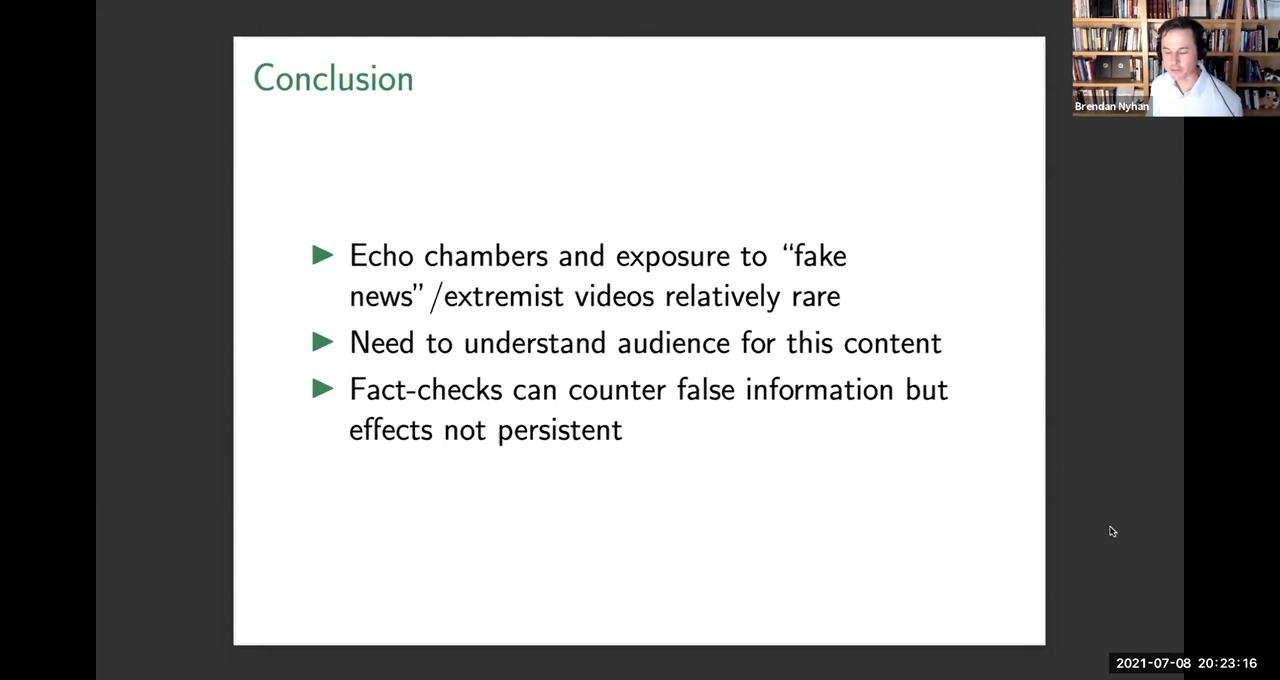 Conclusion
Echo chambers and exposure to “fake
news”/extremist videos relatively rare
Need to understand audience for this content
Fact-checks can counter false information but
effects not persistent
Brendan Nyhan
2021-07-08 20:23:16